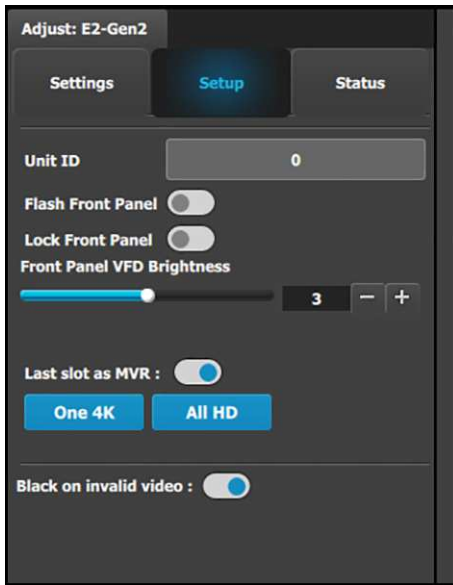 Adjust: E2-Gen2
Settings Setup Status
Unit ID 0
Flash Front Panel
Lock Front Panel
Front Panel VFD Brightness
3 − +
Last slot as MVR :
One 4K All HD
Black on invalid video :